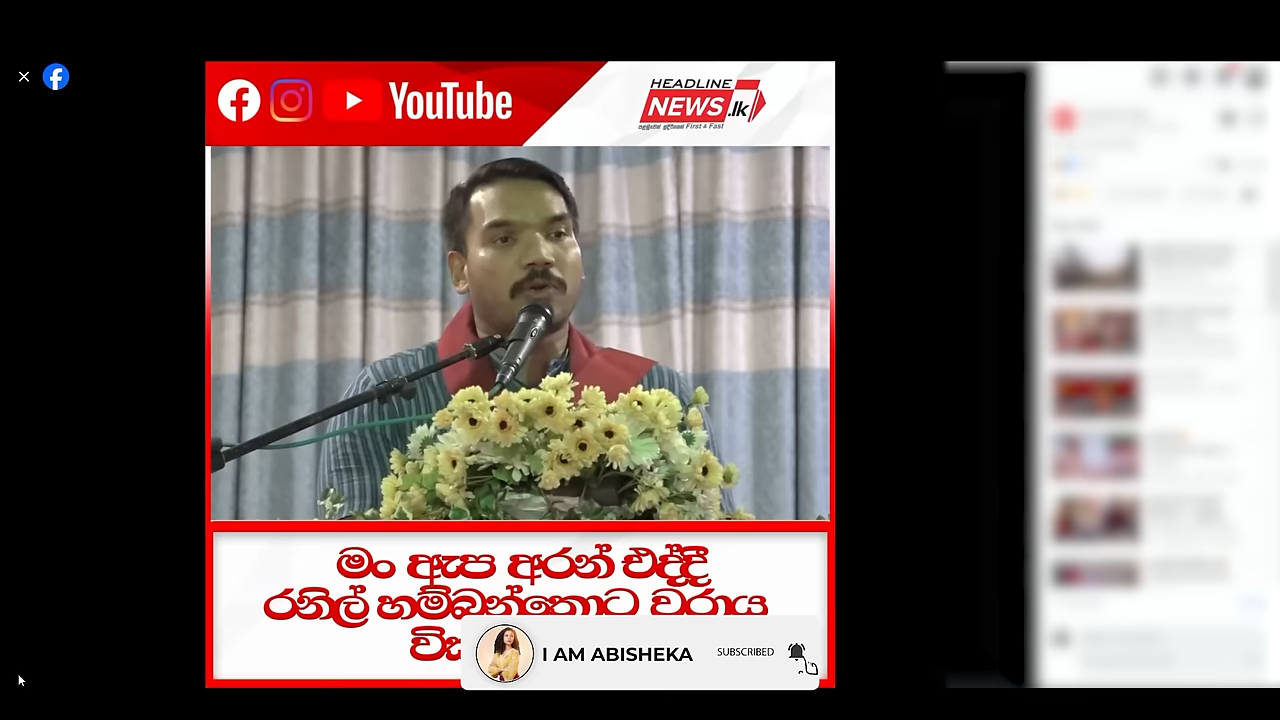 YouTube
HEADLINE
NEWS.lk
First & Fast
මං ඇප අරන් එද්දී
රනිල් හම්බන්තොට වරාය
I AM ABISHEKA
SUBSCRIBED